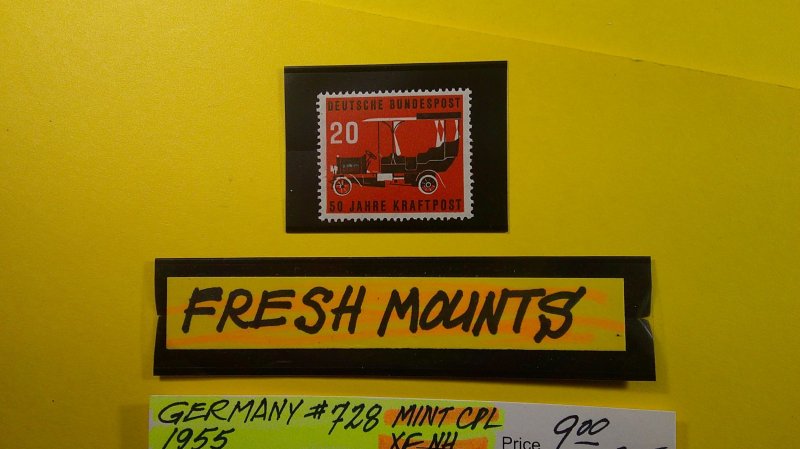 DEUTSCHE BUNDESPOST
20
50 JAHRE KRAFTPOST
FRESH MOUNTS
GERMANY #728 MINT CPL
1955 XF-NH Price 9.00